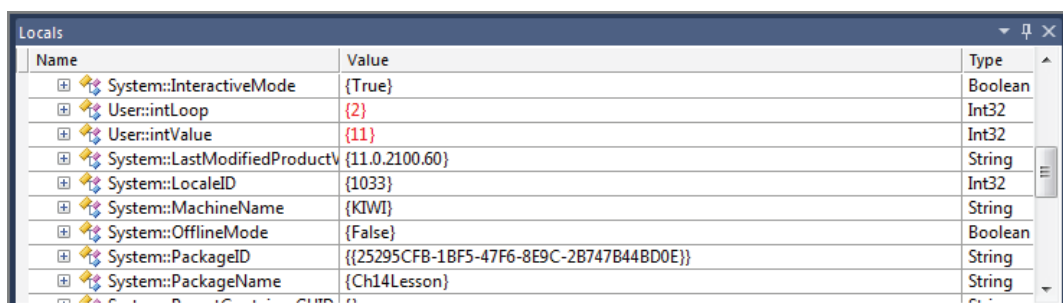 Locals
Name Value Type
System::InteractiveMode {True} Boolean
User::intLoop {2} Int32
User::intValue {11} Int32
System::LastModifiedProductV {11.0.2100.60} String
System::LocaleID {1033} Int32
System::MachineName {KIWI} String
System::OfflineMode {False} Boolean
System::PackageID {{25295CFB-1BF5-47F6-8E9C-2B747B44BD0E}} String
System::PackageName {Ch14Lesson} String